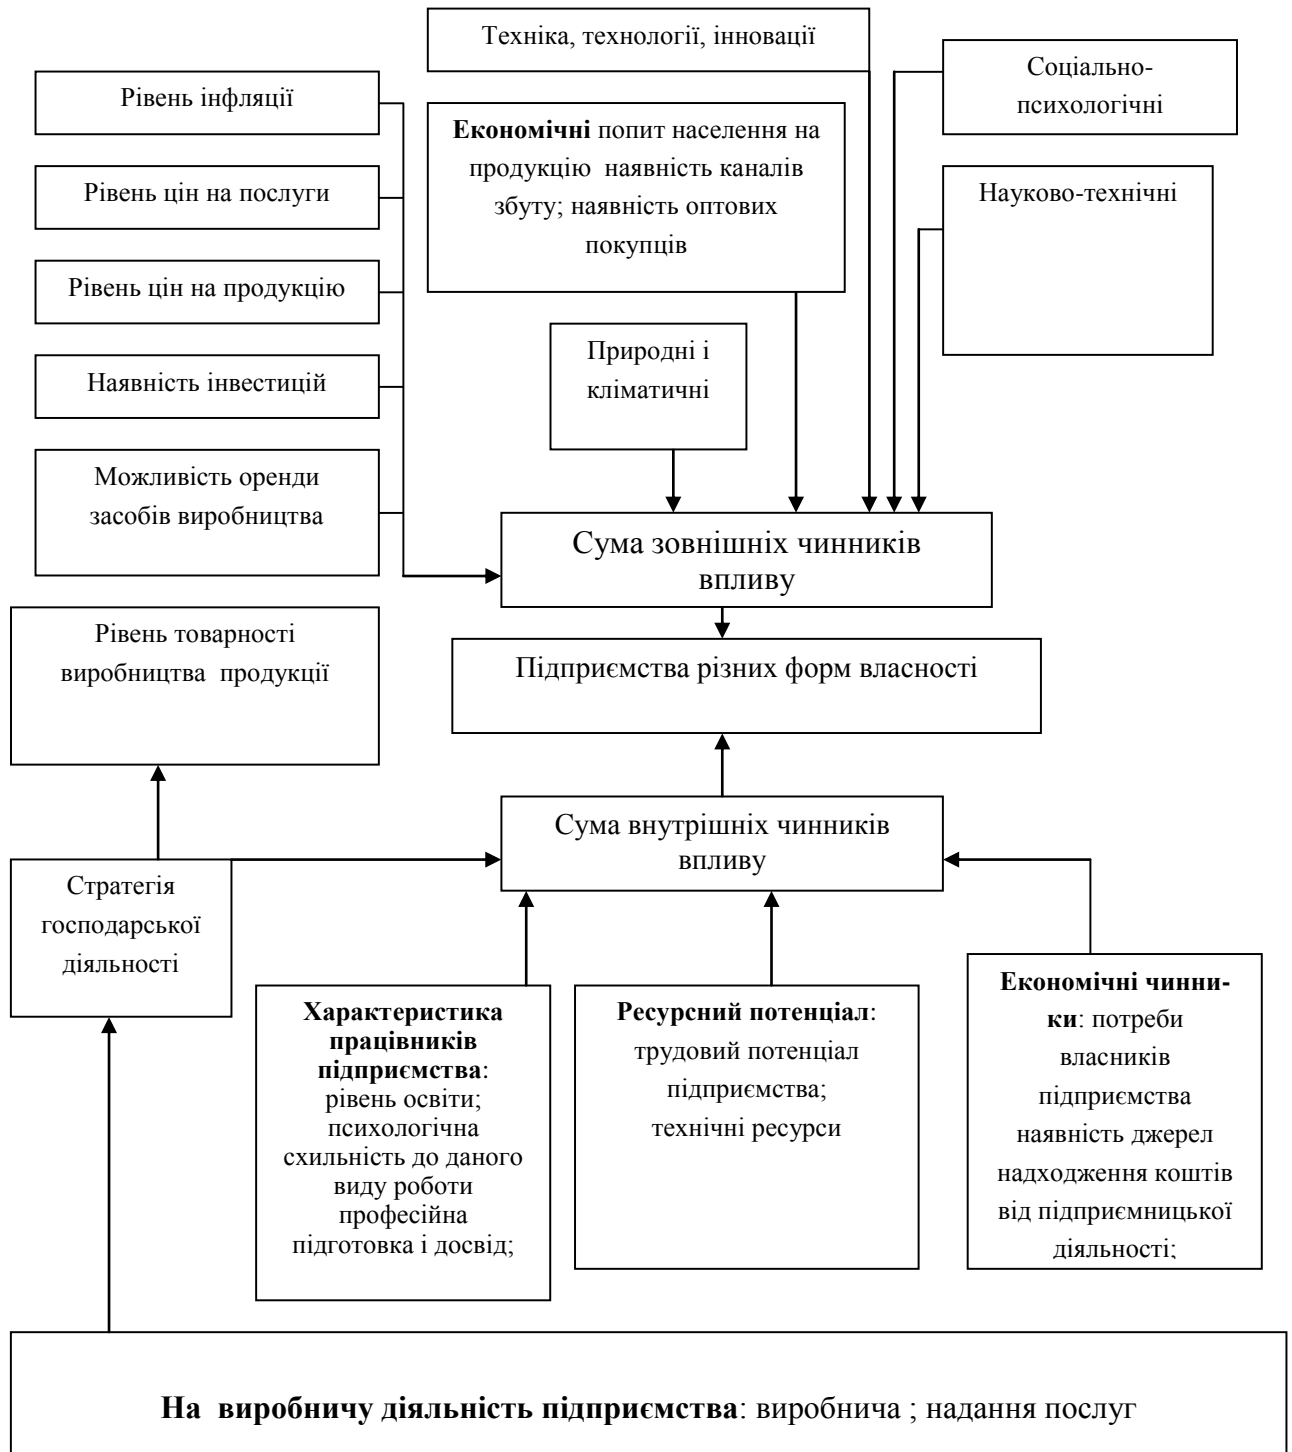 Техніка, технології, інновації
Соціально-
психологічні
Рівень інфляції
Економічні попит населення на
продукцію наявність каналів
збуту; наявність оптових
покупців
Рівень цін на послуги
Науково-технічні
Рівень цін на продукцію
Природні і
кліматичні
Наявність інвестицій
Можливість оренди
засобів виробництва
Сума зовнішніх чинників
впливу
Рівень товарності
виробництва продукції
Підприємства різних форм власності
Сума внутрішніх чинників
впливу
Стратегія
господарської
діяльності
Характеристика
працівників
підприємства:
рівень освіти;
психологічна
схильність до даного
виду роботи
професійна
підготовка і досвід;
Ресурсний потенціал:
трудовий потенціал
підприємства;
технічні ресурси
Економічні чинни-
ки: потреби
власників
підприємства
наявність джерел
надходження коштів
від підприємницької
діяльності;
На виробничу діяльність підприємства: виробнича ; надання послуг